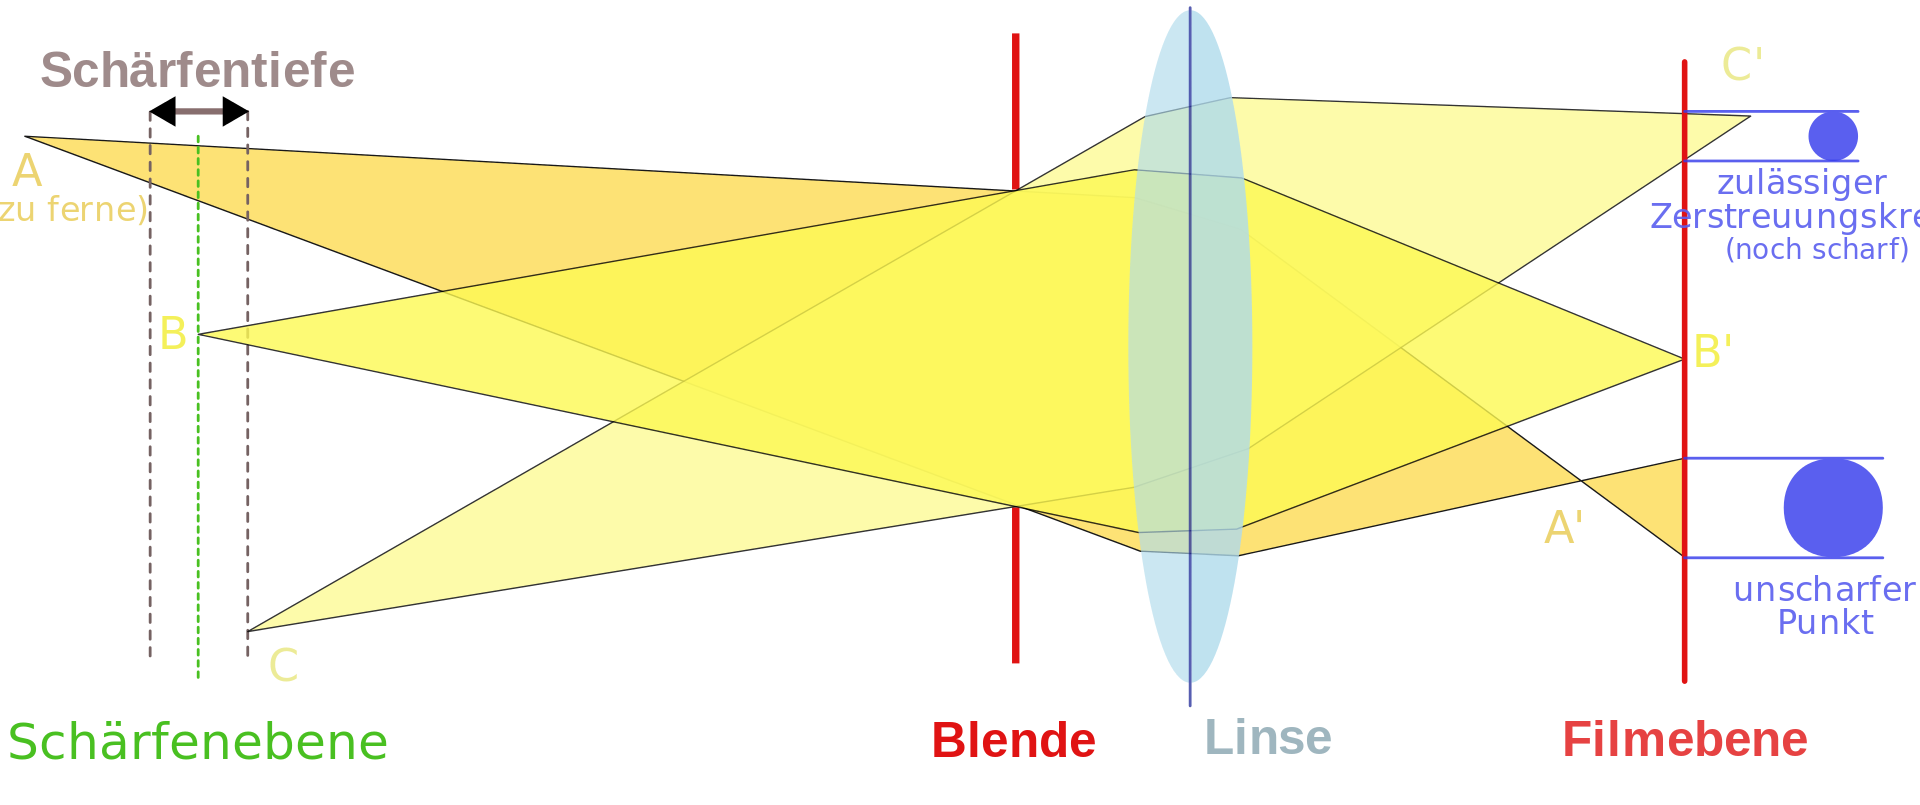 Schärfentiefe
C'
A
zu ferne)
zulässiger
Zerstreuungskre
(noch scharf)
B
B'
A'
unscharfer
Punkt
C
Schärfenebene
Blende
Linse
Filmebene